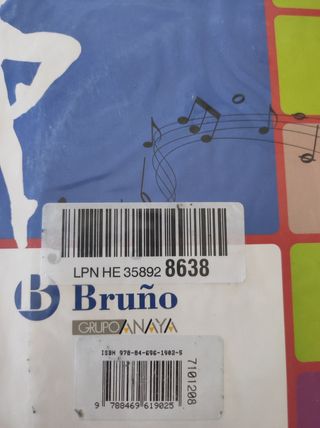 LPN HE 35892 8638
B Bruño
GRUPO ANAYA
ISBN 978-84-696-1902-5
9 788469 619025
7101208